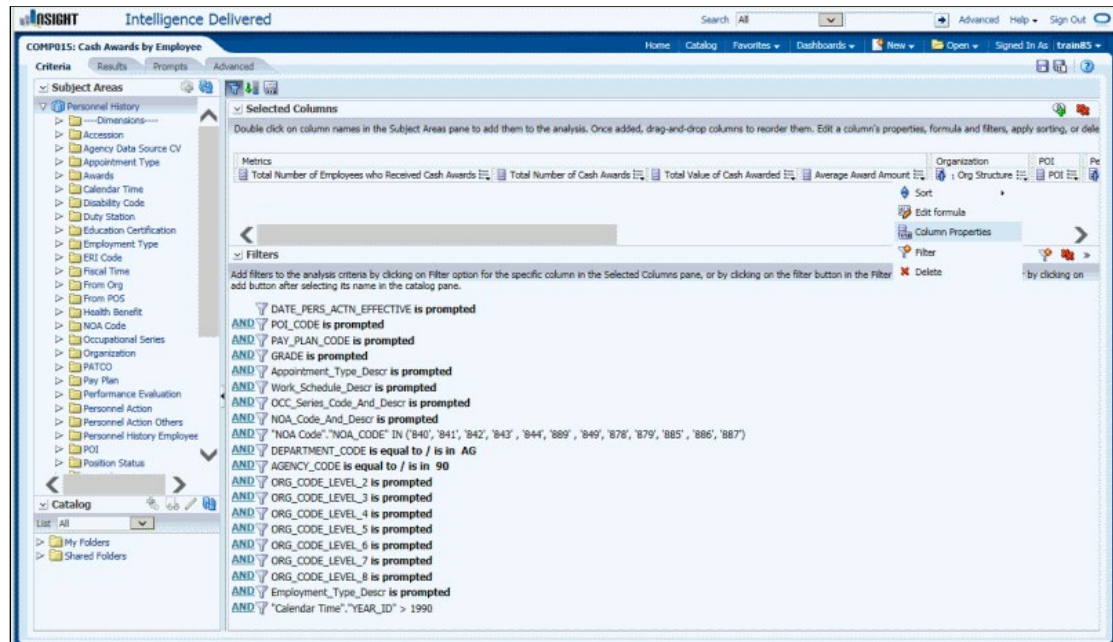 INSIGHT Intelligence Delivered Search All Advanced Help Sign Out
COMP015: Cash Awards by Employee Home Catalog Favorites Dashboards New Open Signed In As train85
Criteria Results Prompts Advanced
Subject Areas
Personnel History
----Dimensions----
Accession
Agency Data Source CV
Appointment Type
Awards
Calendar Time
Disability Code
Duty Station
Education Certification
Employment Type
ERI Code
Fiscal Time
From Org
From POS
Health Benefit
NOA Code
Occupational Series
Organization
PATCO
Pay Plan
Performance Evaluation
Personnel Action
Personnel Action Others
Personnel History Employee
POI
Position Status
Catalog
List All
My Folders
Shared Folders
Selected Columns
Double click on column names in the Subject Areas pane to add them to the analysis. Once added, drag-and-drop columns to reorder them. Edit a column's properties, formula and filters, apply sorting, or dele
Metrics Organization POI Pe
Total Number of Employees who Received Cash Awards Total Number of Cash Awards Total Value of Cash Awarded Average Award Amount Org Structure POI
Sort
Edit formula
Column Properties
Filter
Delete
Filters
Add filters to the analysis criteria by clicking on Filter option for the specific column in the Selected Columns pane, or by clicking on the filter button in the Filter by clicking on
add button after selecting its name in the catalog pane.
DATE_PERS_ACTN_EFFECTIVE is prompted
AND POI_CODE is prompted
AND PAY_PLAN_CODE is prompted
AND GRADE is prompted
AND Appointment_Type_Descr is prompted
AND Work_Schedule_Descr is prompted
AND OCC_Series_Code_And_Descr is prompted
AND NOA_Code_And_Descr is prompted
AND "NOA Code"."NOA_CODE" IN ('840', '841', '842', '843' , '844', '889' , '849', '878', '879', '885' , '886', '887')
AND DEPARTMENT_CODE is equal to / is in AG
AND AGENCY_CODE is equal to / is in 90
AND ORG_CODE_LEVEL_2 is prompted
AND ORG_CODE_LEVEL_3 is prompted
AND ORG_CODE_LEVEL_4 is prompted
AND ORG_CODE_LEVEL_5 is prompted
AND ORG_CODE_LEVEL_6 is prompted
AND ORG_CODE_LEVEL_7 is prompted
AND ORG_CODE_LEVEL_8 is prompted
AND Employment_Type_Descr is prompted
AND "Calendar Time"."YEAR_ID" > 1990